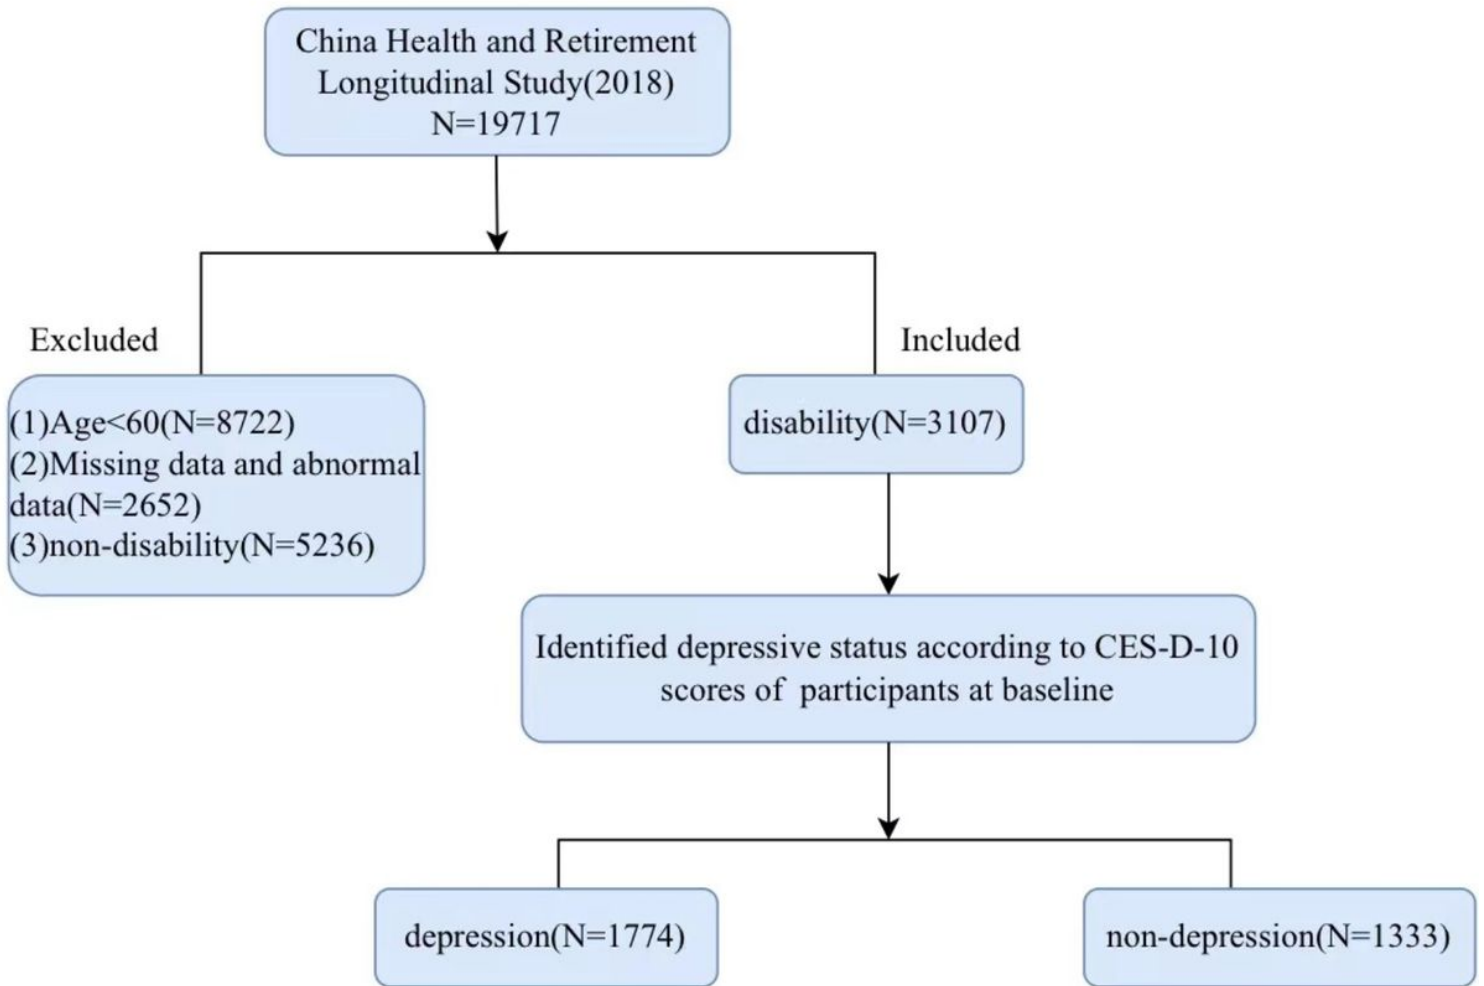 China Health and Retirement
Longitudinal Study(2018)
N=19717
Excluded
Included
(1)Age<60(N=8722)
(2)Missing data and abnormal
data(N=2652)
(3)non-disability(N=5236)
disability(N=3107)
Identified depressive status according to CES-D-10
scores of participants at baseline
depression(N=1774)
non-depression(N=1333)